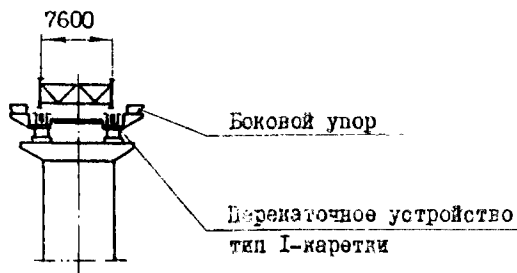 7600
Боковой упор
Перекаточное устройство
тип I-каретки